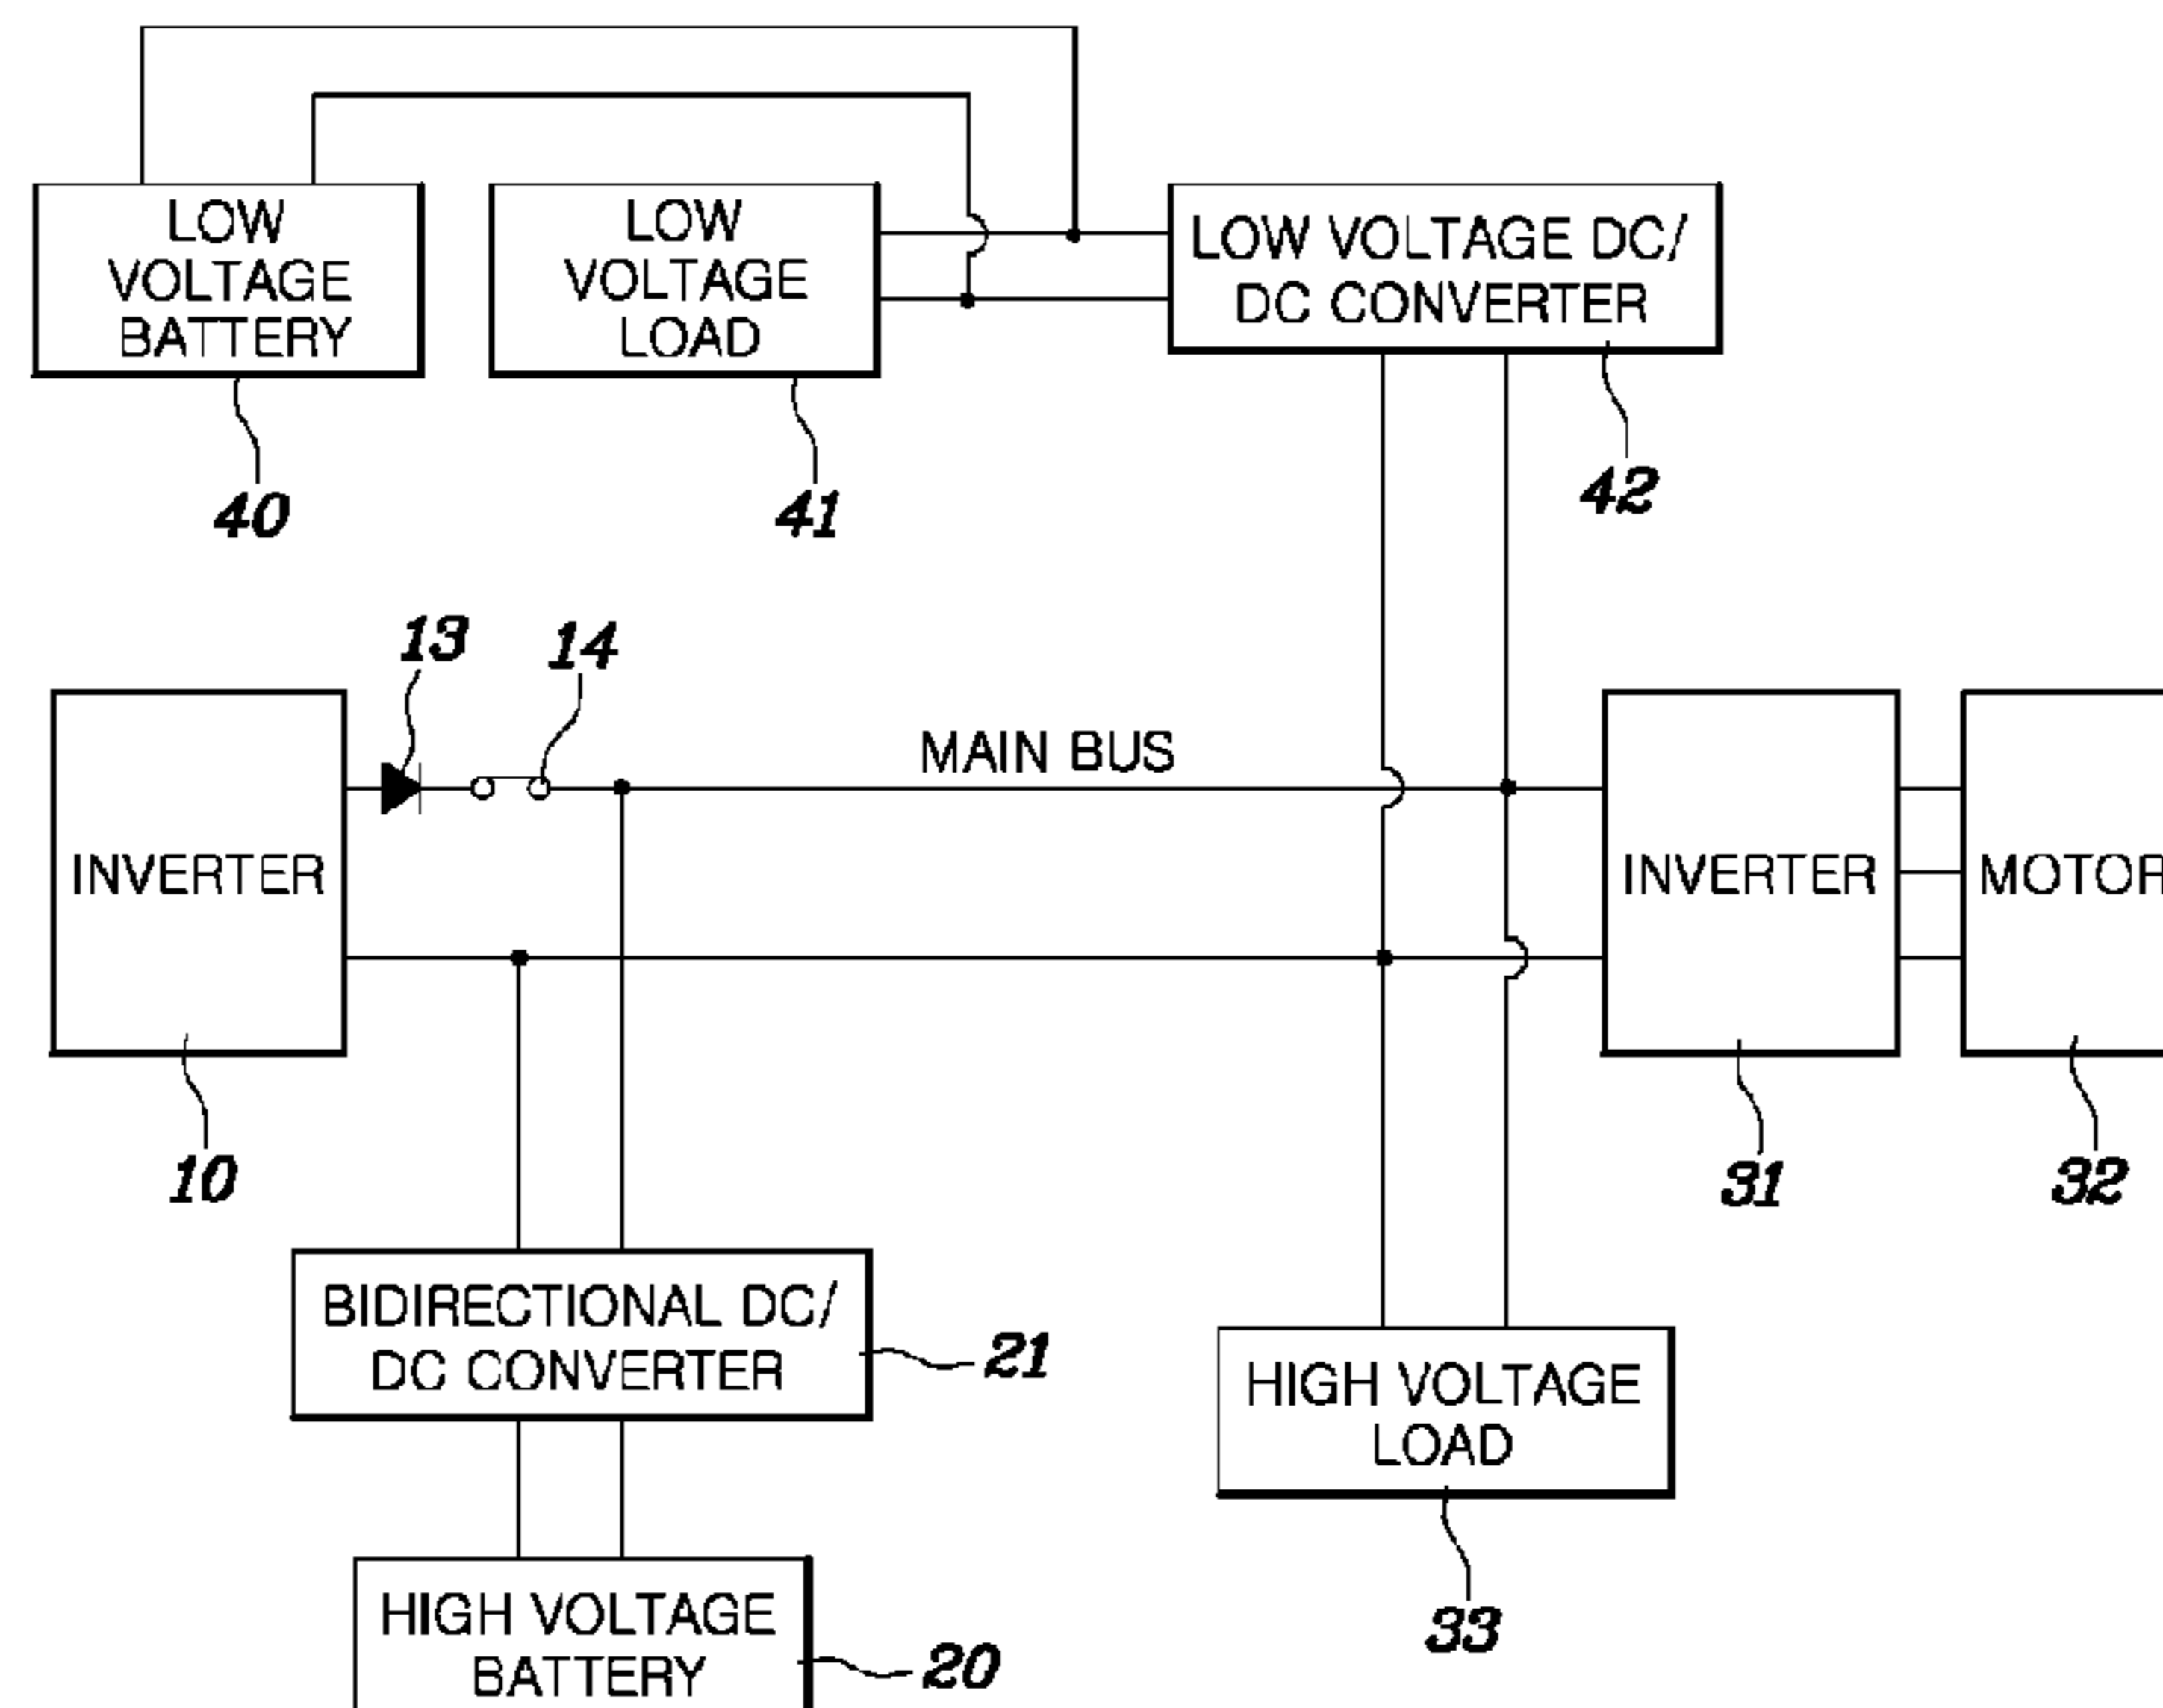 LOW
VOLTAGE
BATTERY
LOW
VOLTAGE
LOAD
LOW VOLTAGE DC/
DC CONVERTER
40
41
42
13
14
MAIN BUS
INVERTER
INVERTER
MOTOR
10
31
32
BIDIRECTIONAL DC/
DC CONVERTER
21
HIGH VOLTAGE
LOAD
33
HIGH VOLTAGE
BATTERY
20